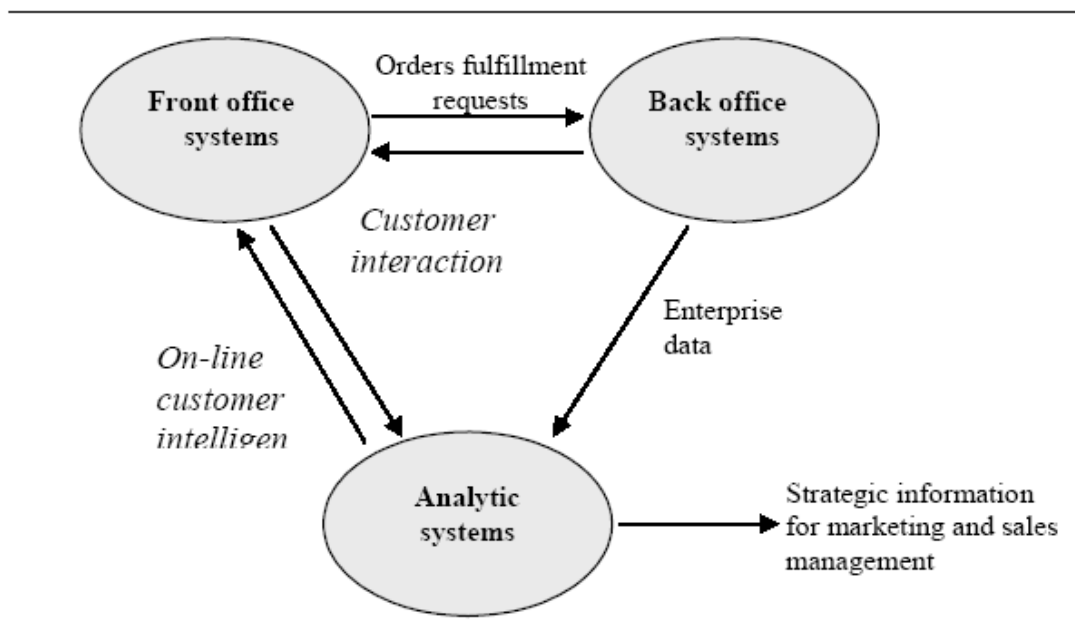 Orders fulfillment
requests
Front office
systems
Back office
systems
Customer
interaction
Enterprise
data
On-line
customer
intelligen
Analytic
systems
Strategic information
for marketing and sales
management